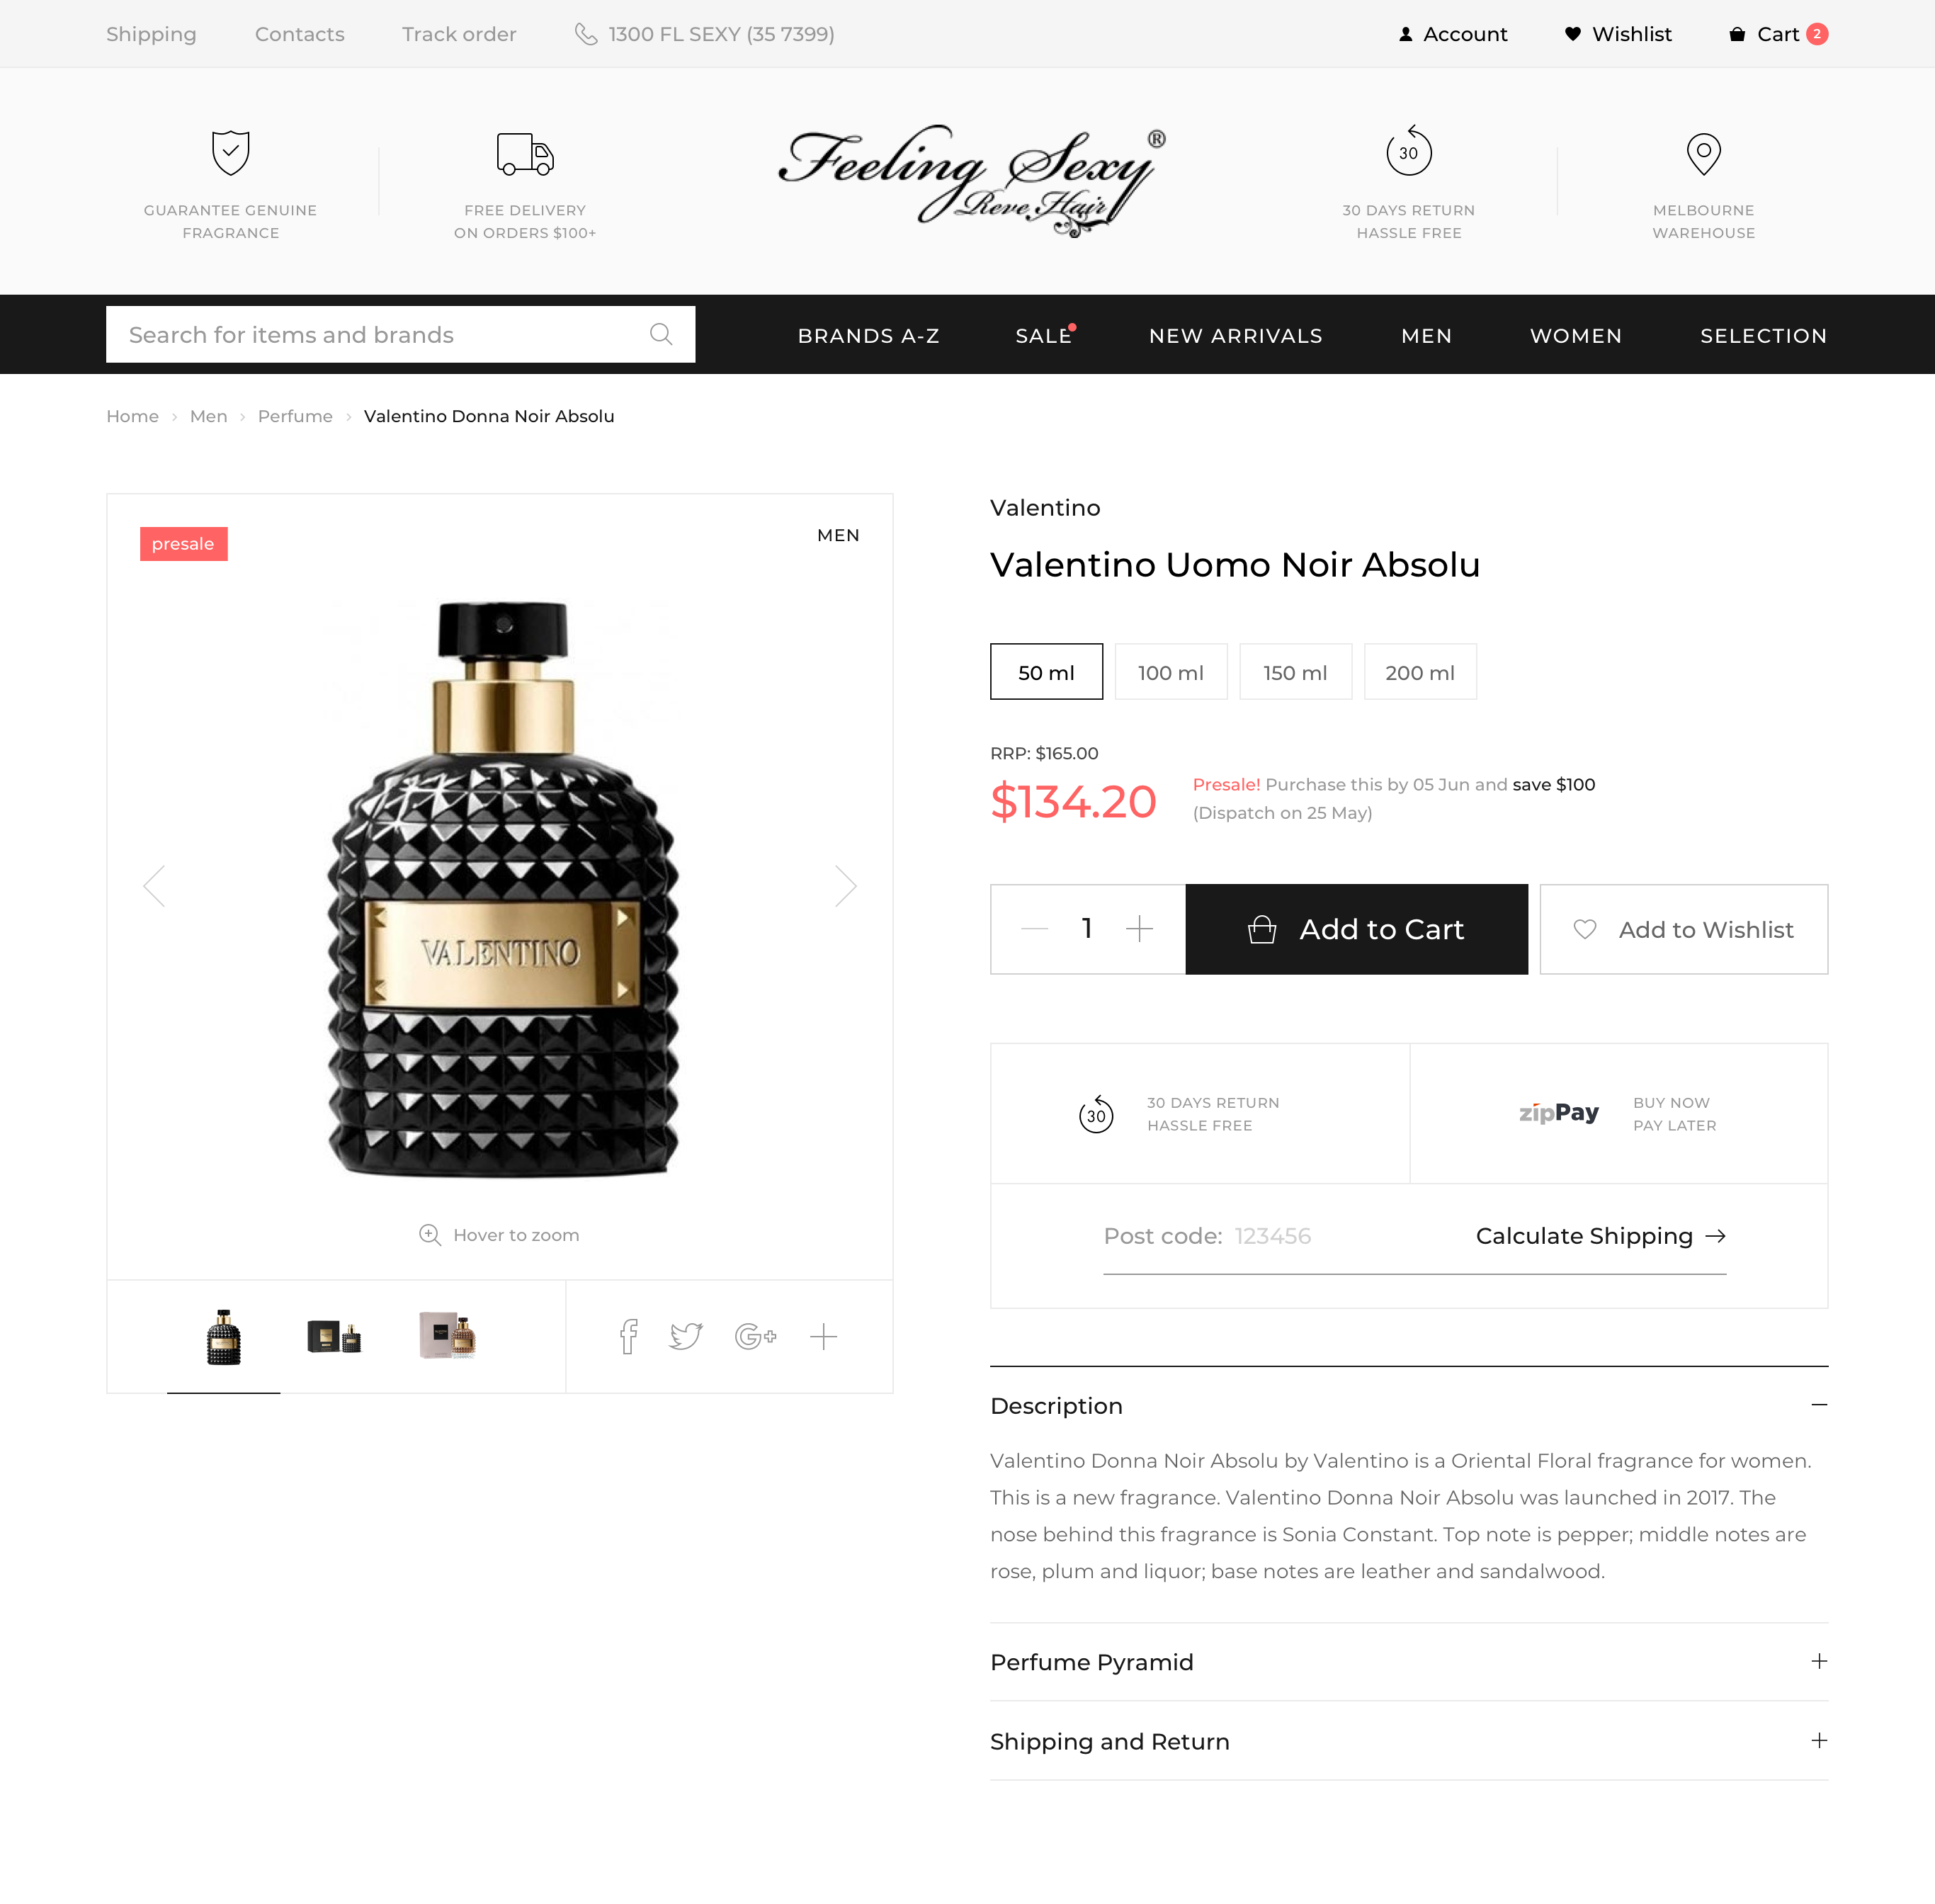 Shipping Contacts Track order 1300 FL SEXY (35 7399) Account Wishlist Cart 2
GUARANTEE GENUINE
FRAGRANCE
FREE DELIVERY
ON ORDERS $100+
Feeling Sexy ®
Reve Hair
30
30 DAYS RETURN
HASSLE FREE
MELBOURNE
WAREHOUSE
Search for items and brands
BRANDS A-Z SALE NEW ARRIVALS MEN WOMEN SELECTION
Home › Men › Perfume › Valentino Donna Noir Absolu
presale
MEN
VALENTINO
Hover to zoom
Valentino
Valentino Uomo Noir Absolu
50 ml 100 ml 150 ml 200 ml
RRP: $165.00
$134.20
Presale! Purchase this by 05 Jun and save $100
(Dispatch on 25 May)
1
Add to Cart
Add to Wishlist
30
30 DAYS RETURN
HASSLE FREE
zipPay
BUY NOW
PAY LATER
Post code: 123456
Calculate Shipping
Description
Valentino Donna Noir Absolu by Valentino is a Oriental Floral fragrance for women.
This is a new fragrance. Valentino Donna Noir Absolu was launched in 2017. The
nose behind this fragrance is Sonia Constant. Top note is pepper; middle notes are
rose, plum and liquor; base notes are leather and sandalwood.
Perfume Pyramid
Shipping and Return